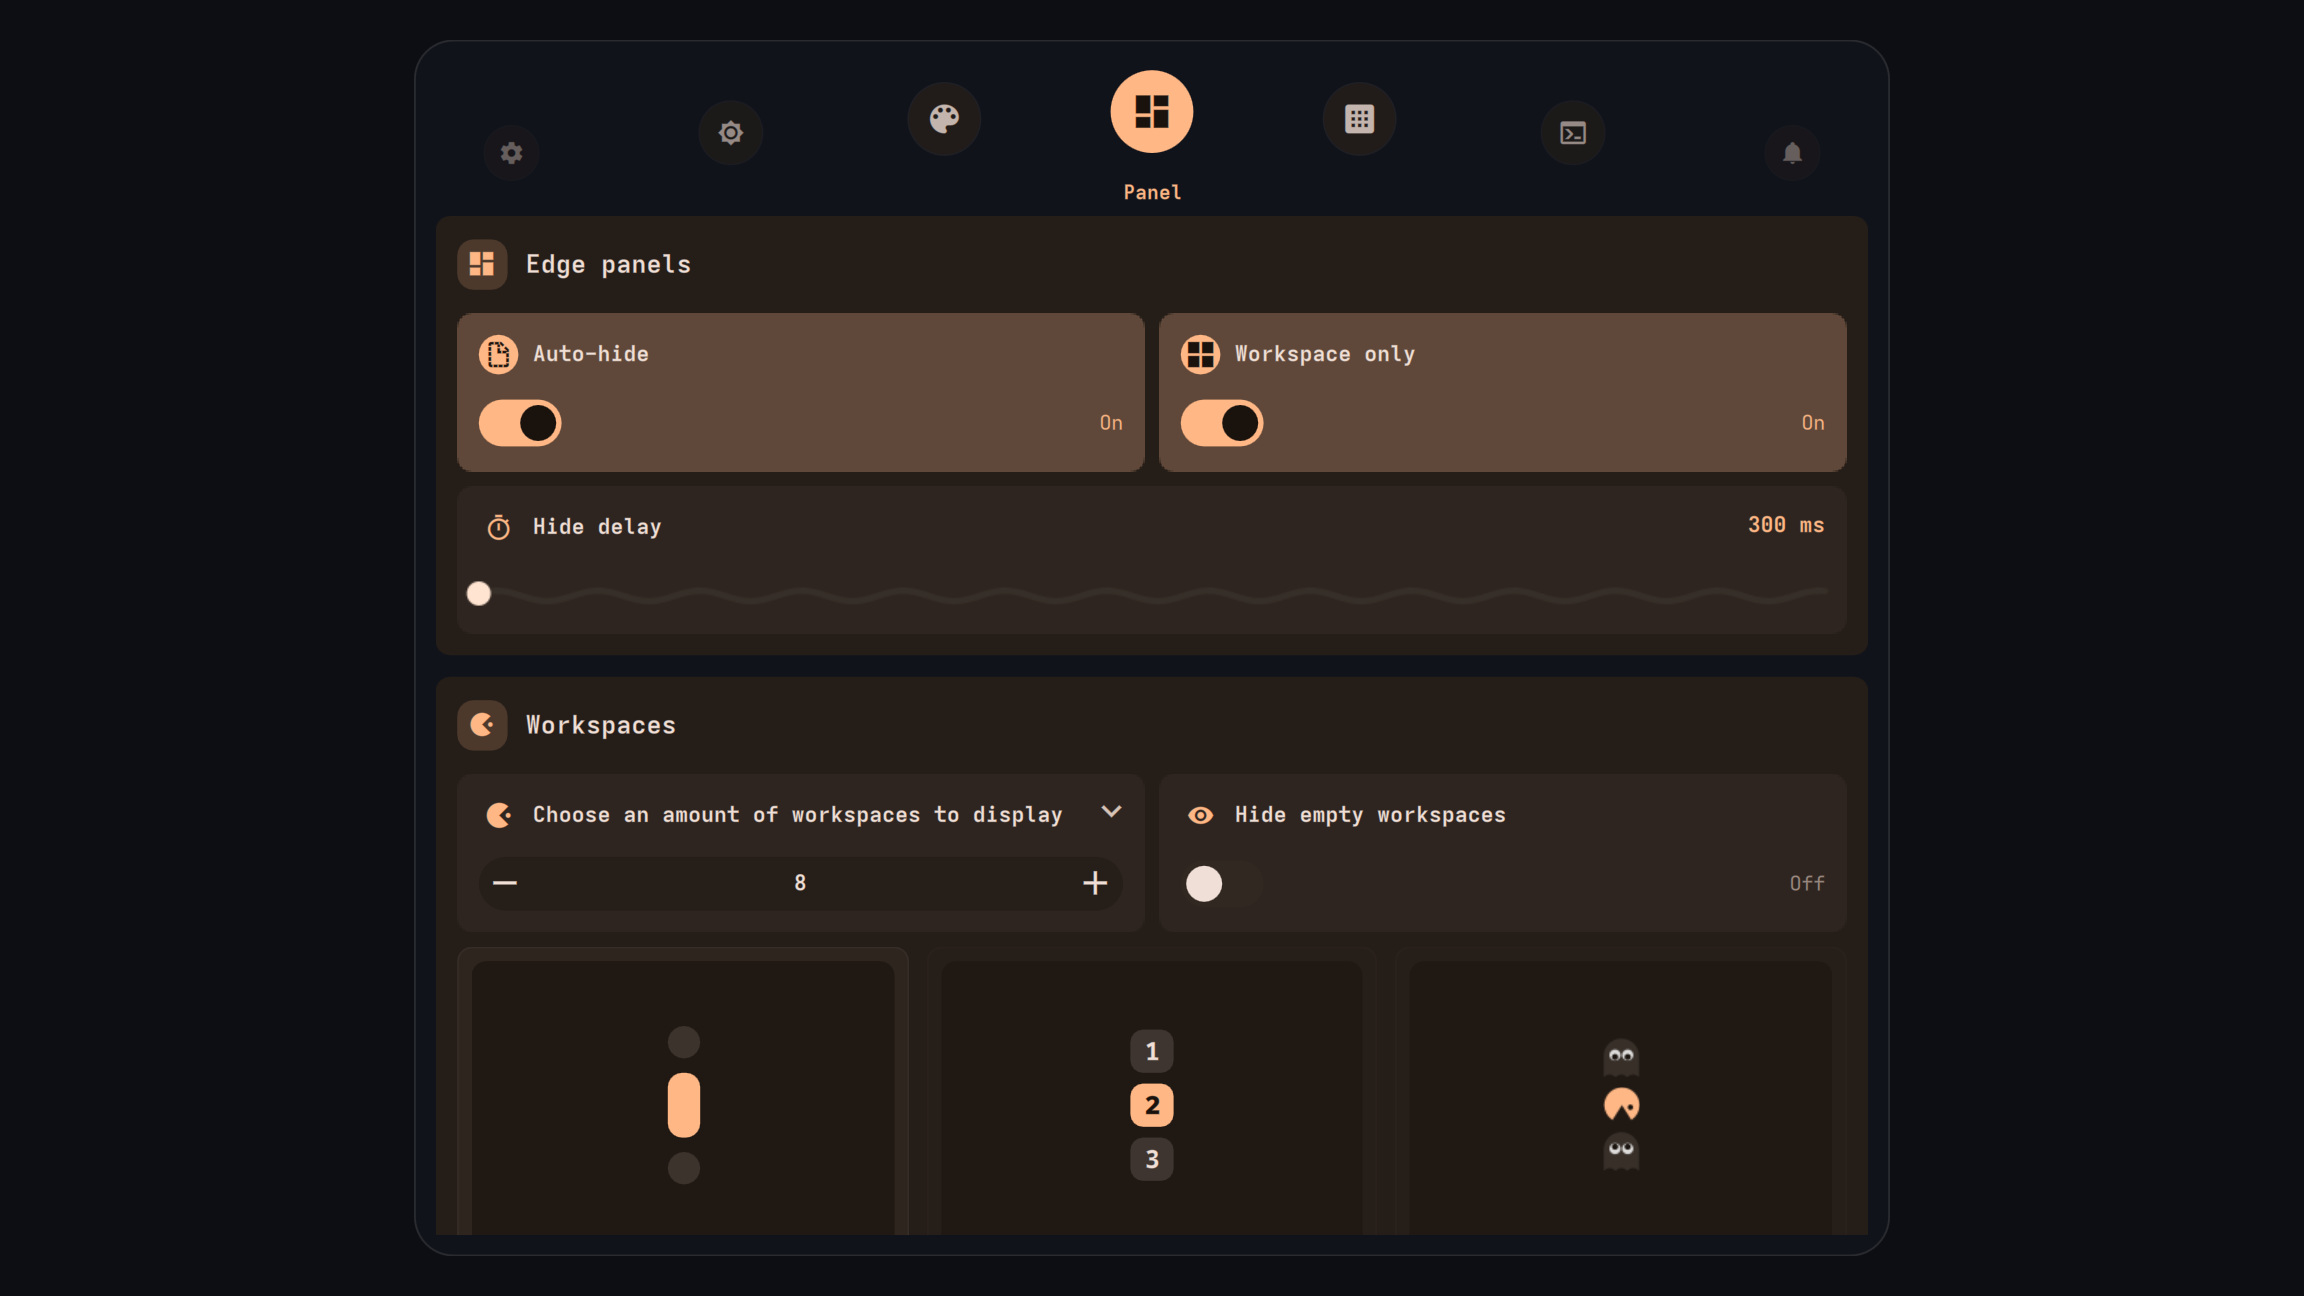 Panel
Edge panels
Auto-hide
Workspace only
On
On
Hide delay
300 ms
Workspaces
Choose an amount of workspaces to display
Hide empty workspaces
8
Off
1
2
3